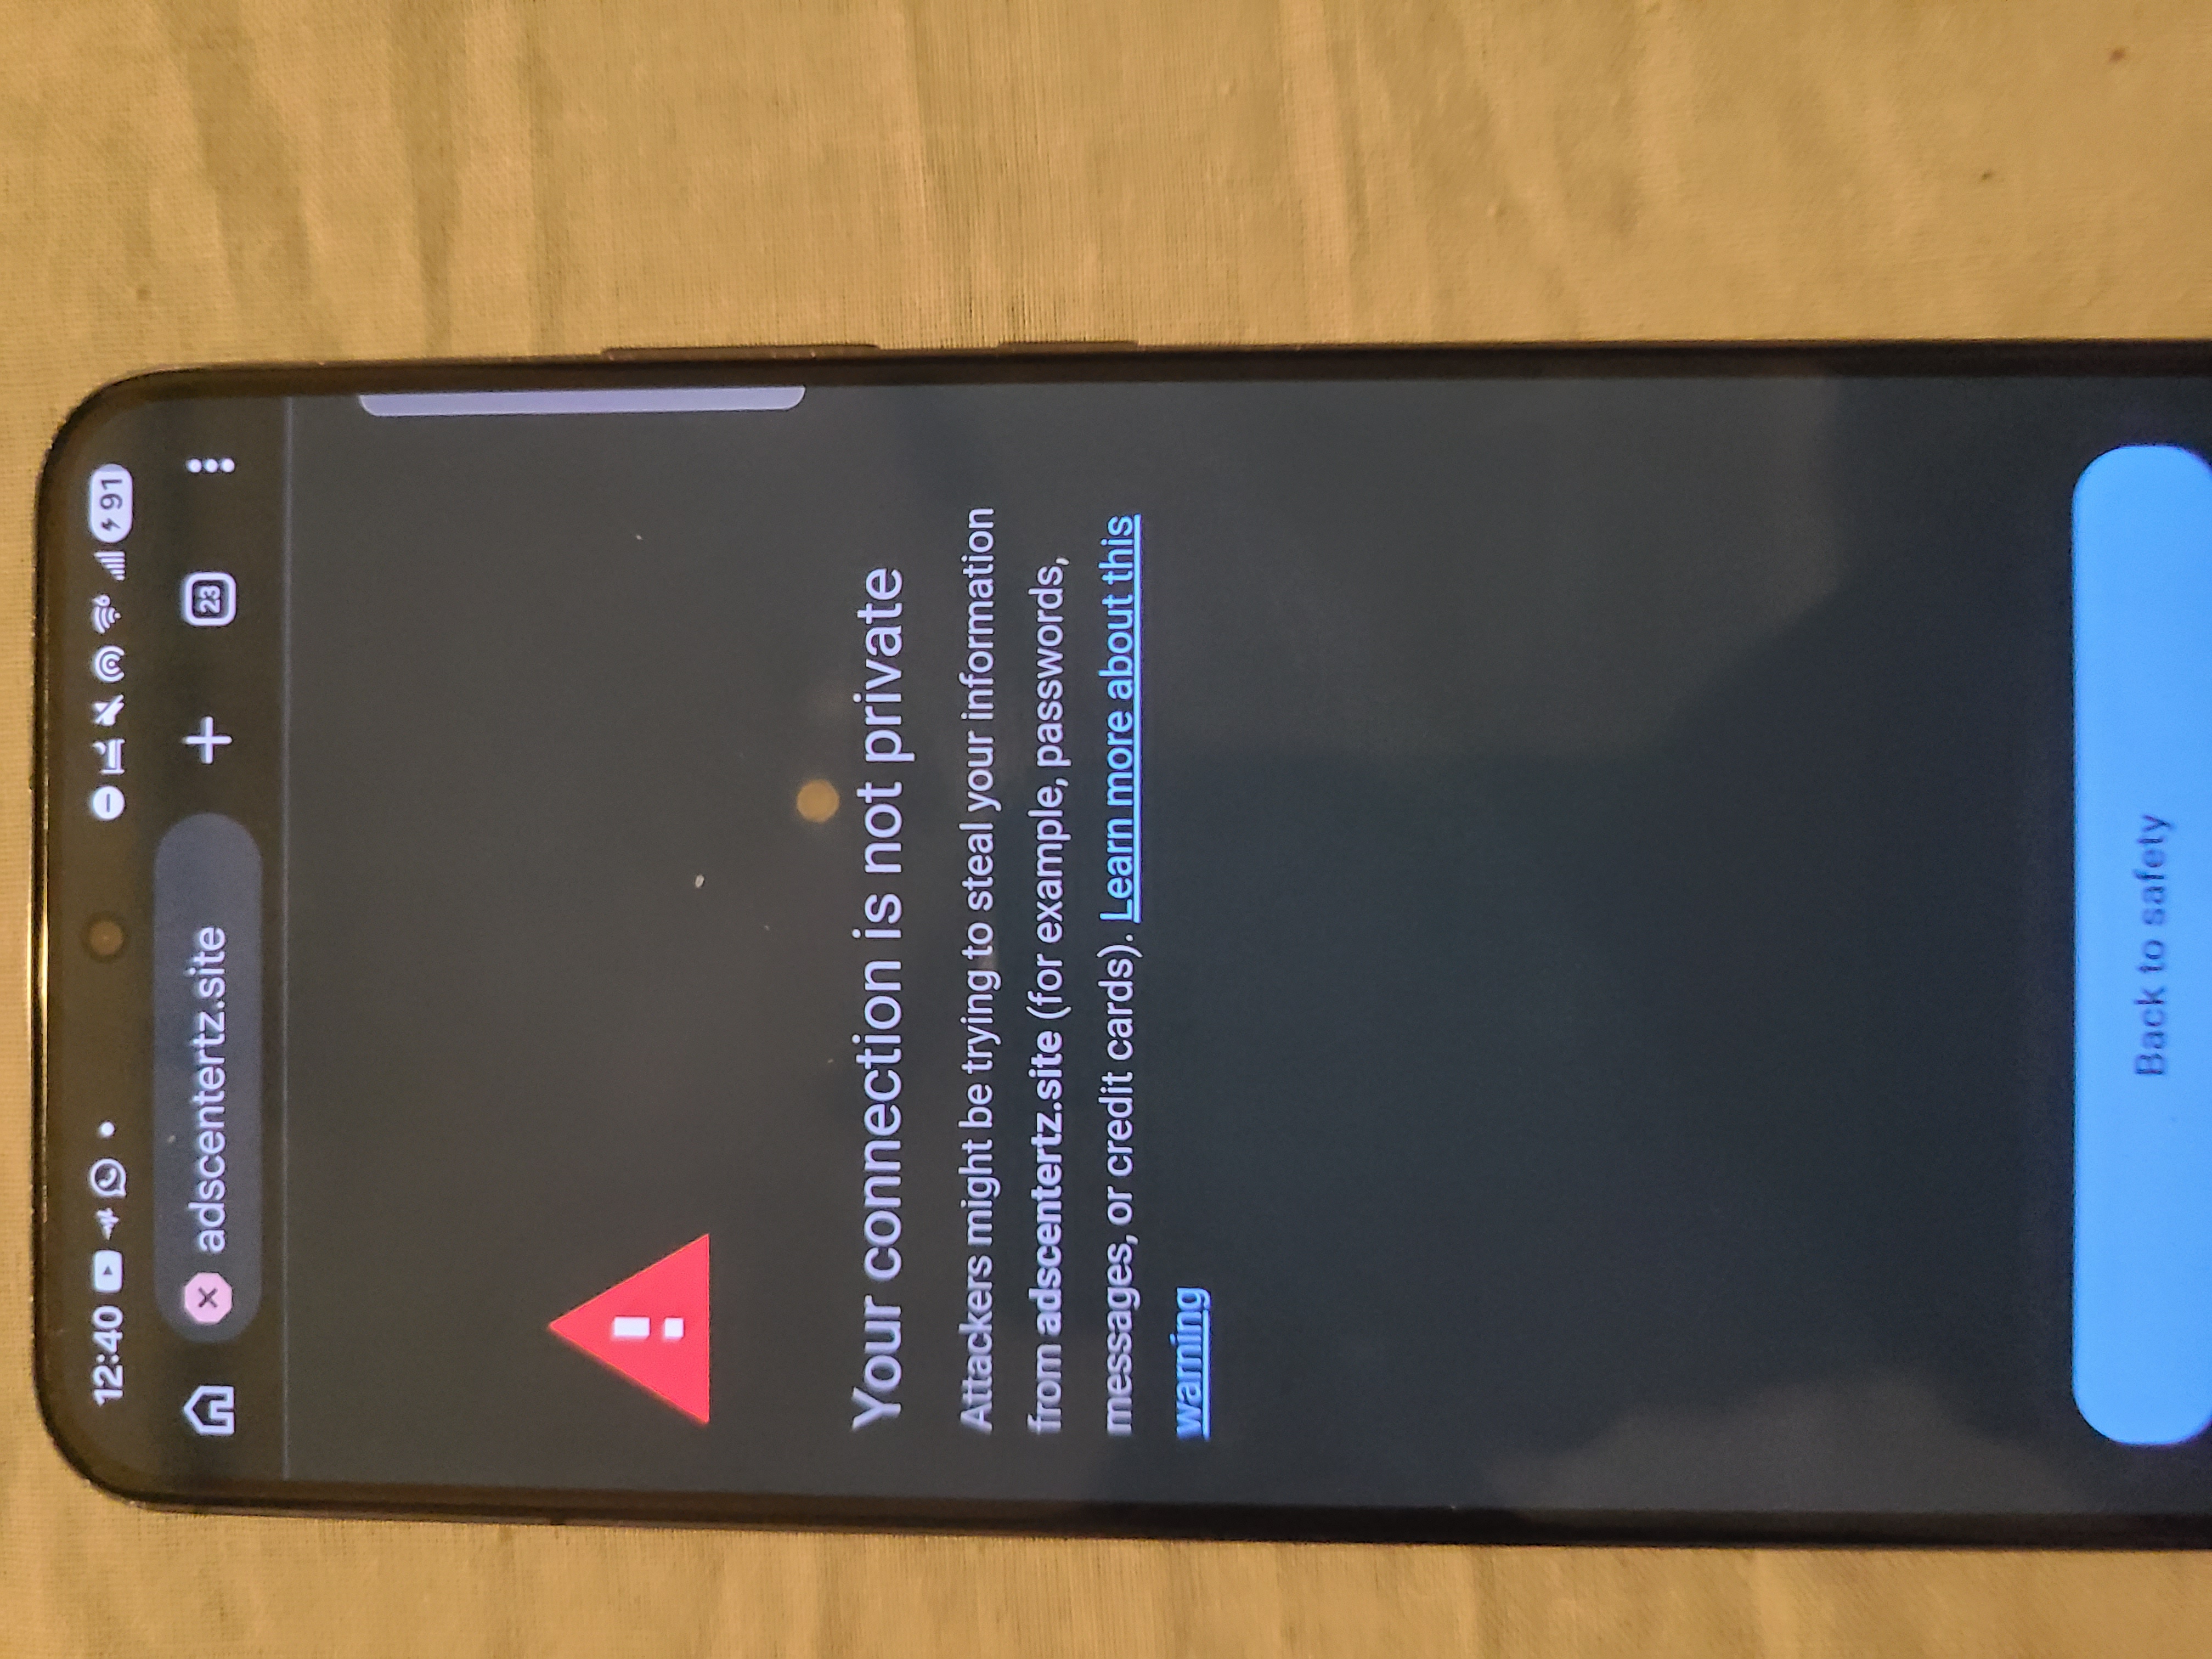 12:40 91
adscentertz.site 23
Your connection is not private
Attackers might be trying to steal your information
from adscentertz.site (for example, passwords,
messages, or credit cards). Learn more about this
warning
Back to safety